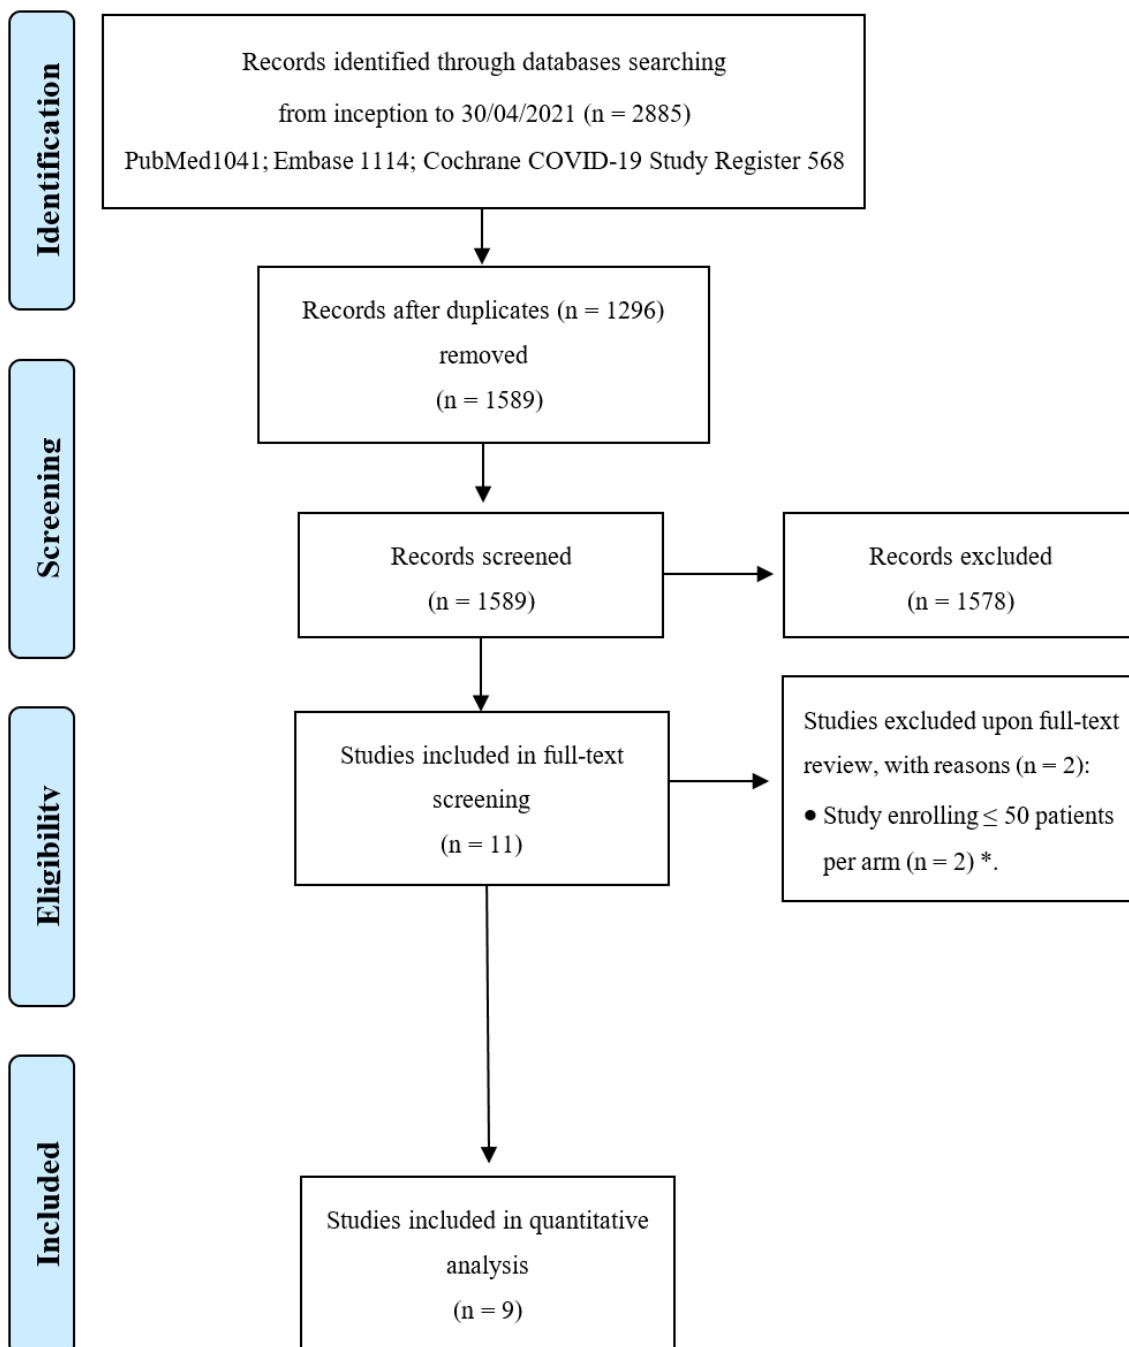 Identification
Records identified through databases searching
from inception to 30/04/2021 (n = 2885)
PubMed1041; Embase 1114; Cochrane COVID-19 Study Register 568
Records after duplicates (n = 1296)
removed
(n = 1589)
Screening
Records screened
(n = 1589)
Records excluded
(n = 1578)
Eligibility
Studies included in full-text
screening
(n = 11)
Studies excluded upon full-text
review, with reasons (n = 2):
● Study enrolling ≤ 50 patients
per arm (n = 2) *.
Included
Studies included in quantitative
analysis
(n = 9)